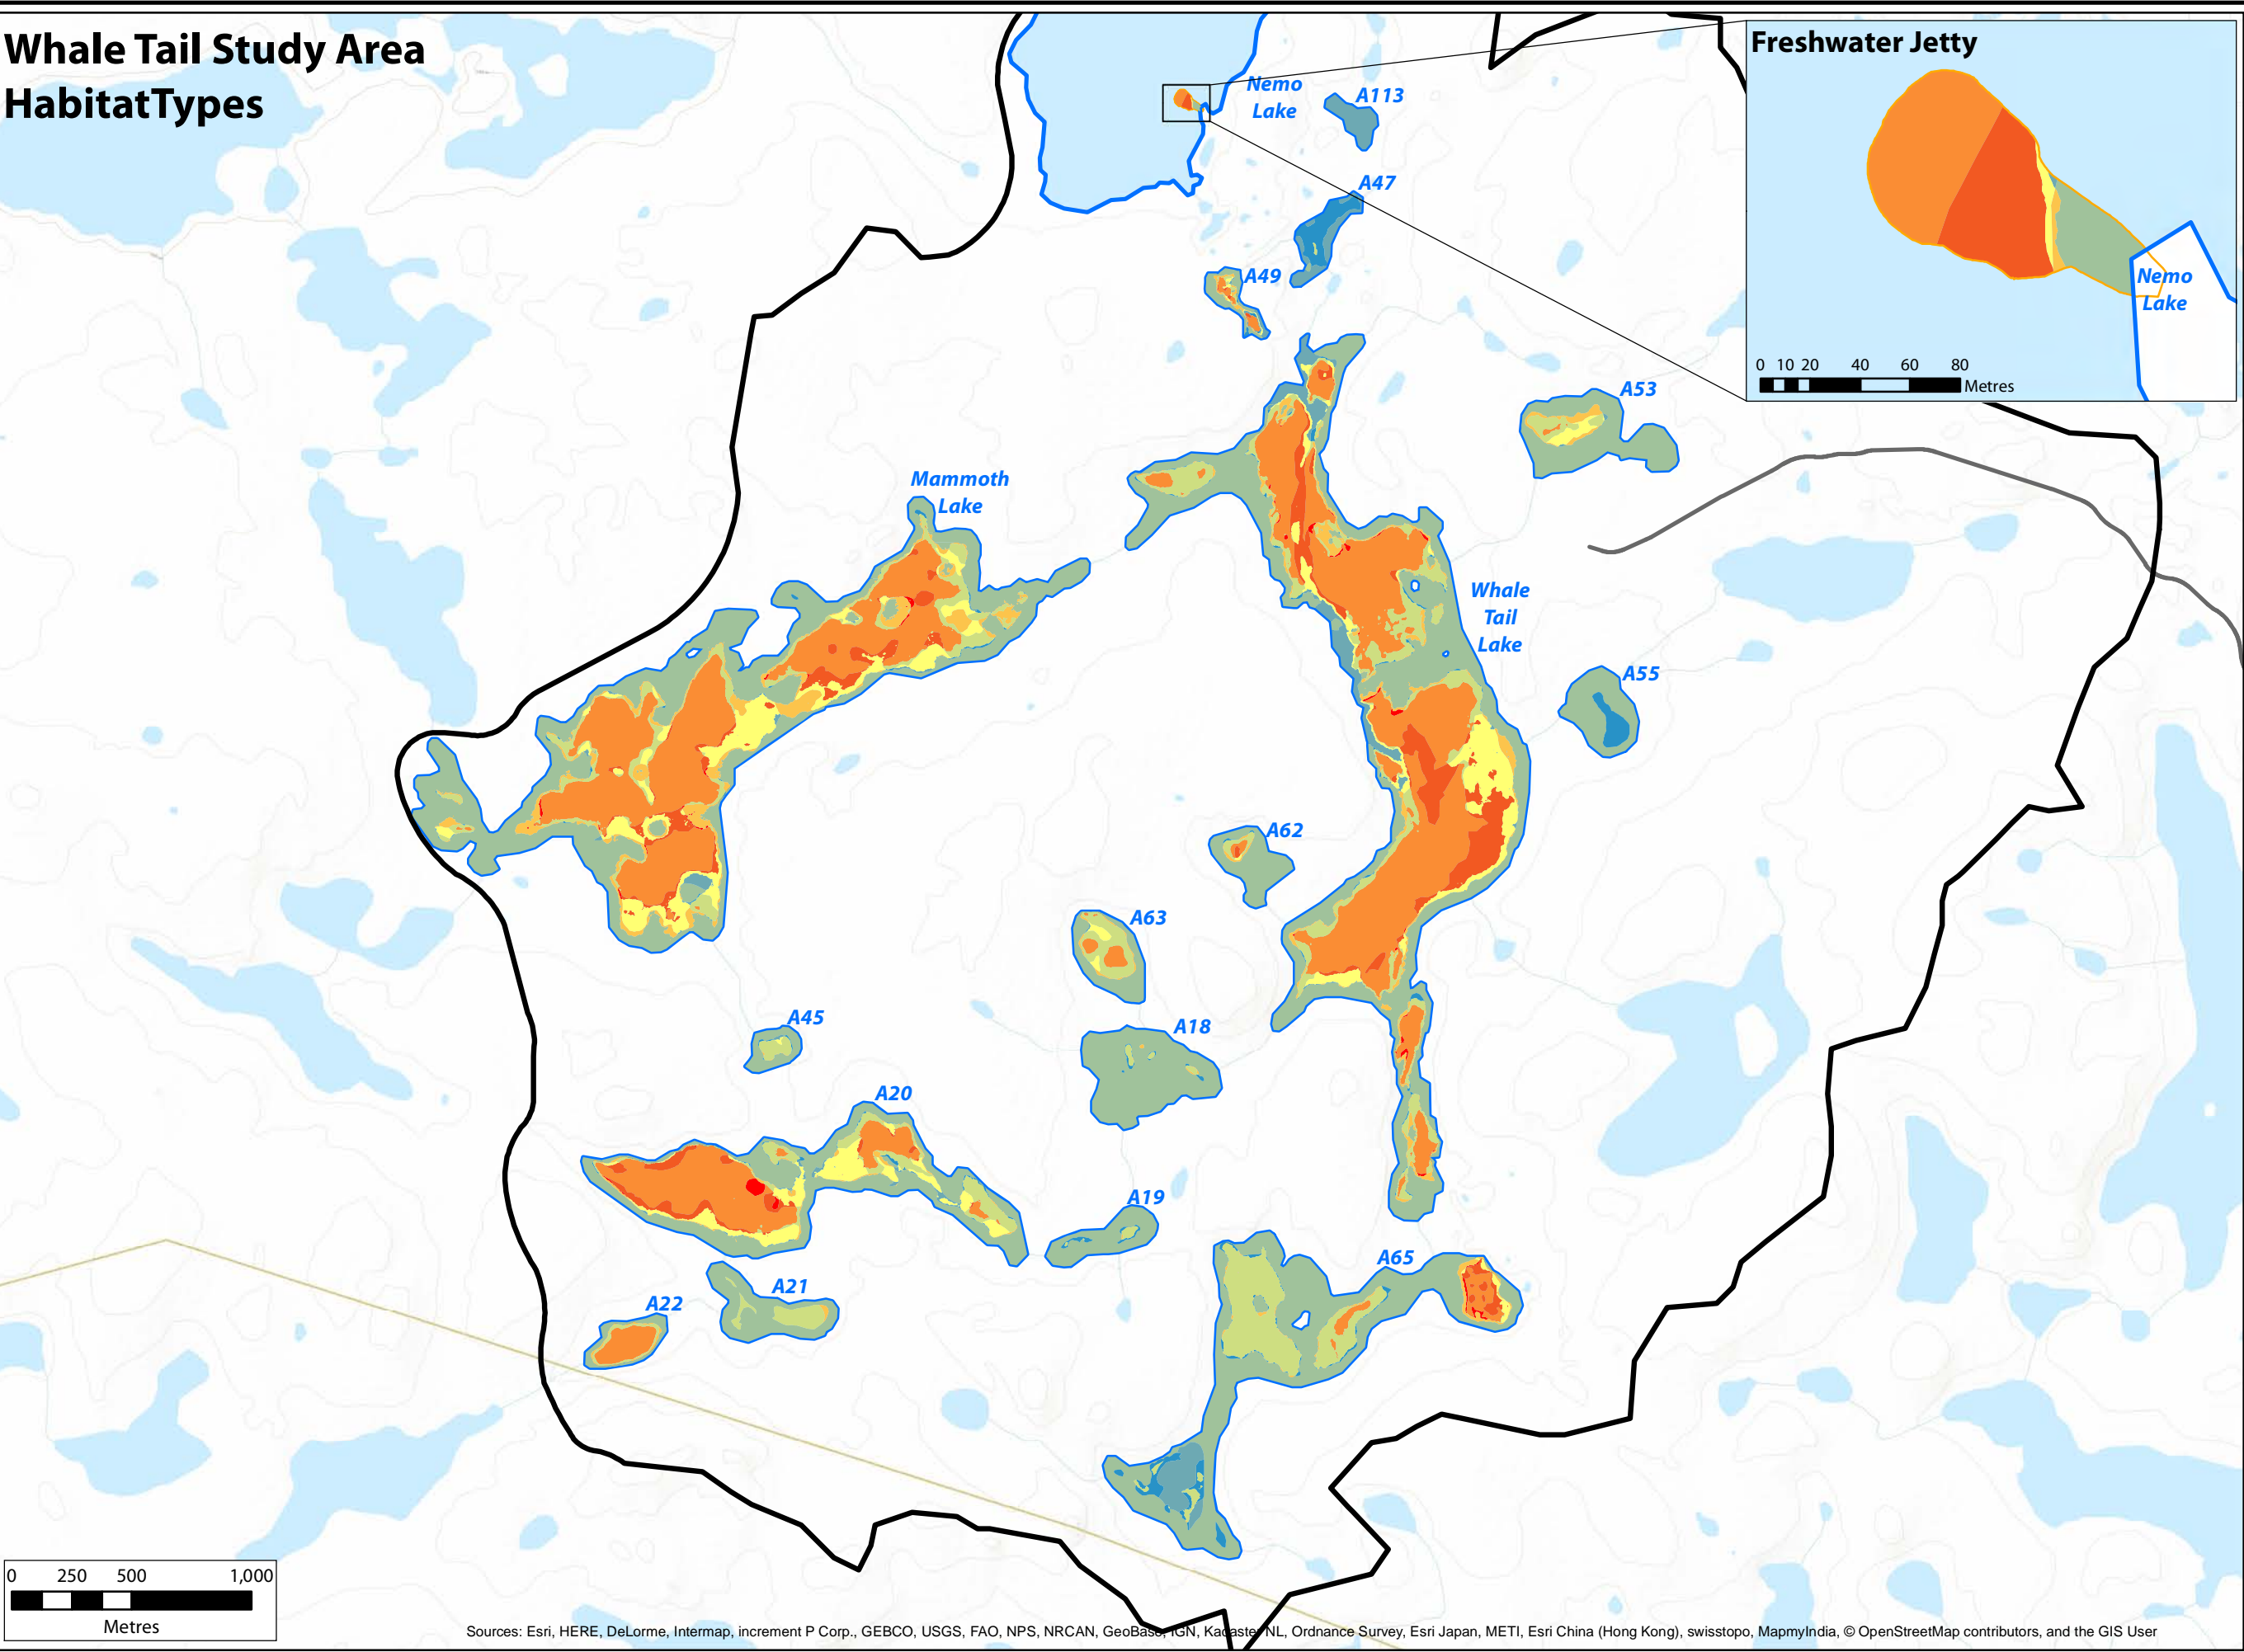 Whale Tail Study Area
HabitatTypes
Freshwater Jetty
Nemo
Lake
0 10 20 40 60 80
Metres
Nemo
Lake
A113
A47
A49
A53
Mammoth
Lake
Whale
Tail
Lake
A55
A62
A63
A18
A45
A20
A19
A65
A21
A22
0 250 500 1,000
Metres
Sources: Esri, HERE, DeLorme, Intermap, increment P Corp., GEBCO, USGS, FAO, NPS, NRCAN, GeoBase, IGN, Kadaster NL, Ordnance Survey, Esri Japan, METI, Esri China (Hong Kong), swisstopo, MapmyIndia, © OpenStreetMap contributors, and the GIS User